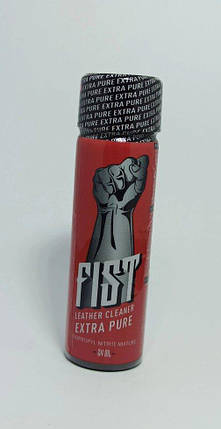 EXTRA PURE EXTRA PURE
FIST
LEATHER CLEANER
EXTRA PURE